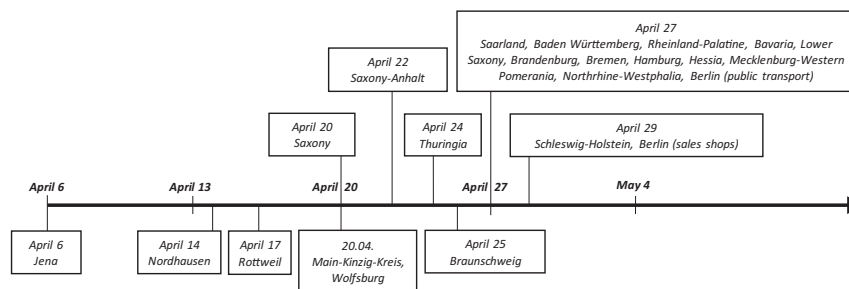 April 27
Saarland, Baden Württemberg, Rheinland-Palatine, Bavaria, Lower
Saxony, Brandenburg, Bremen, Hamburg, Hessia, Mecklenburg-Western
Pomerania, Northrhine-Westphalia, Berlin (public transport)
April 22
Saxony-Anhalt
April 20
Saxony
April 24
Thuringia
April 29
Schleswig-Holstein, Berlin (sales shops)
April 6
April 13
April 20
April 27
May 4
April 6
Jena
April 14
Nordhausen
April 17
Rottweil
20.04.
Main-Kinzig-Kreis,
Wolfsburg
April 25
Braunschweig